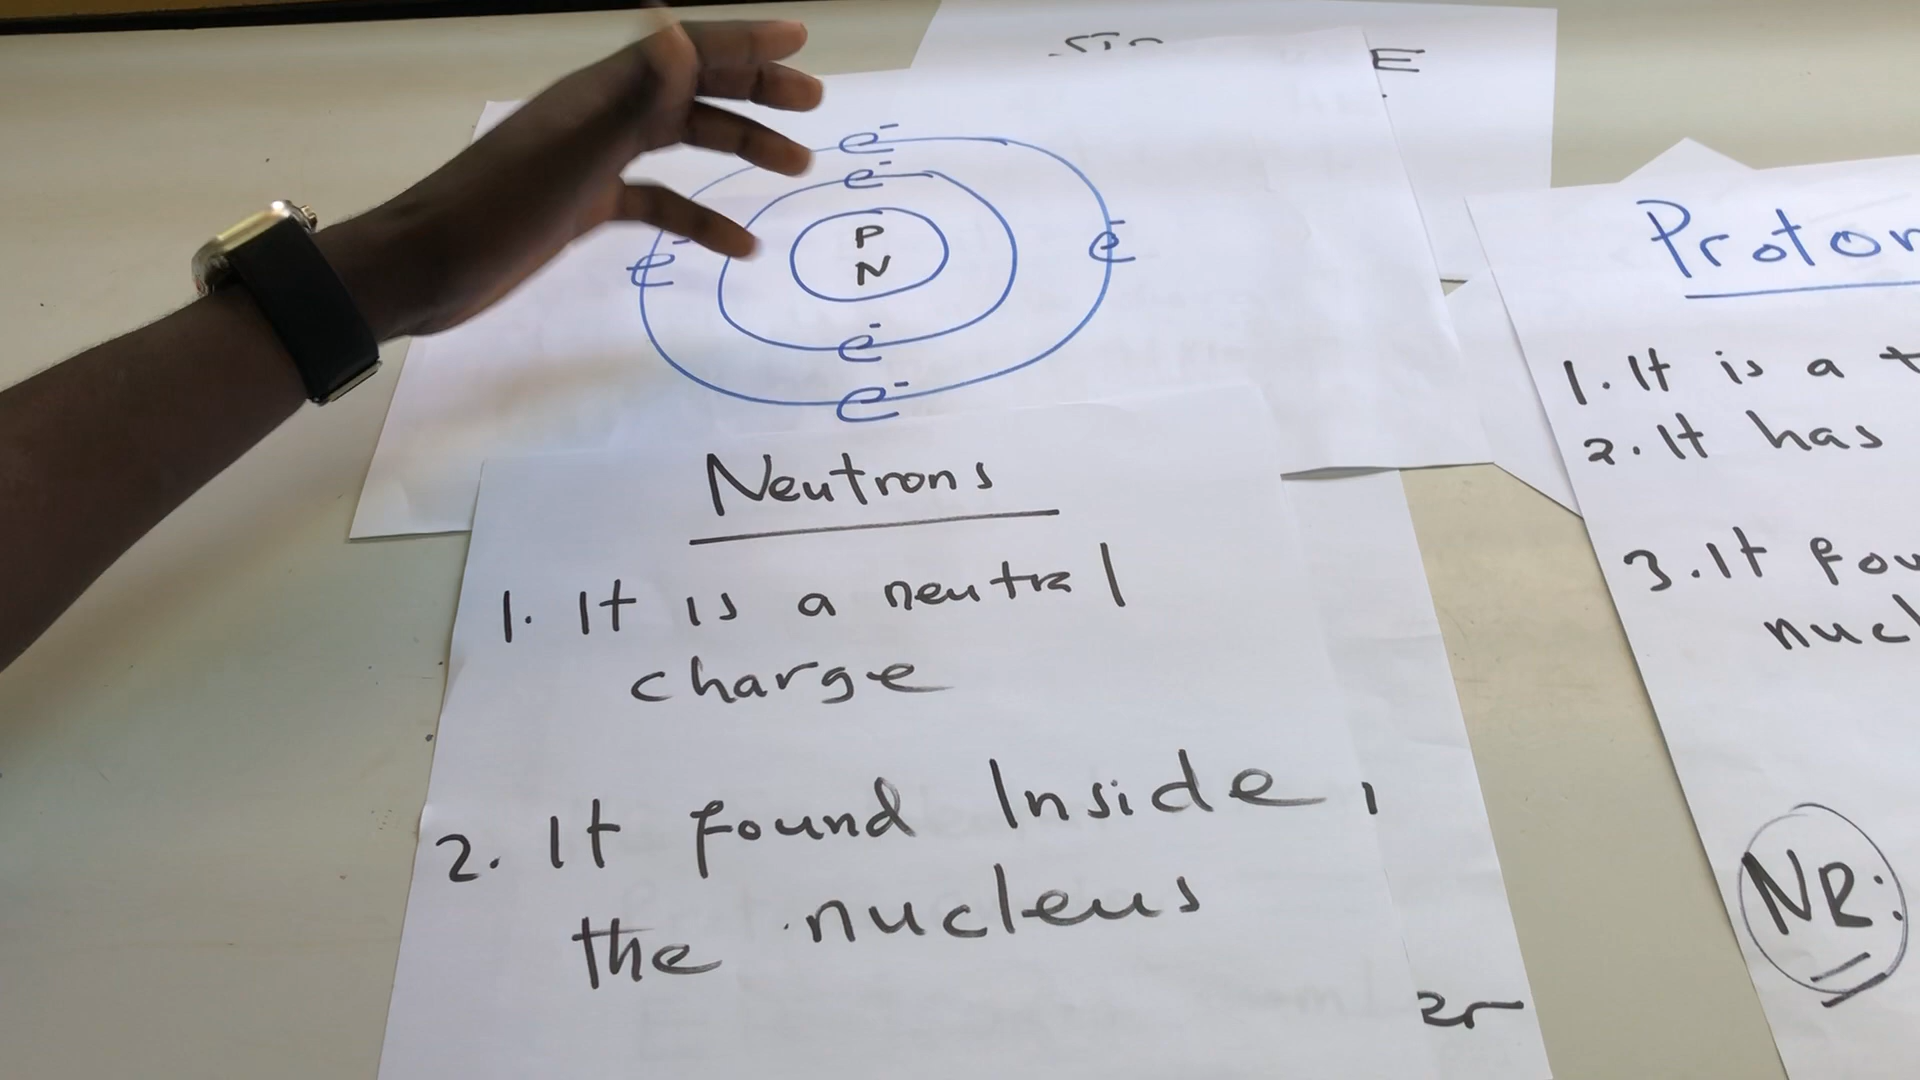 E
e-
e-
e-
P
N
e-
e-
e-
Neutrons
1. It is a neutral
charge
2. It found Inside
the nucleus
Proton
1. It is a
2. It has
3. It fou
nucl